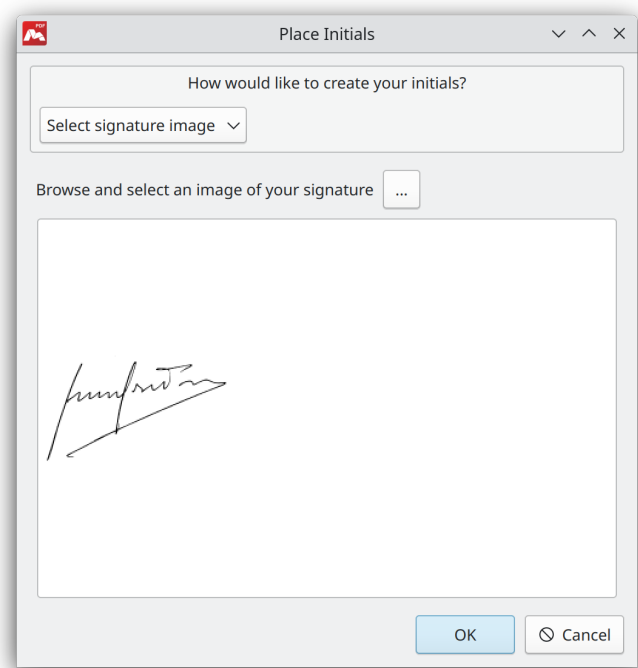 PDF
Place Initials
How would like to create your initials?
Select signature image
Browse and select an image of your signature
...
OK
Cancel